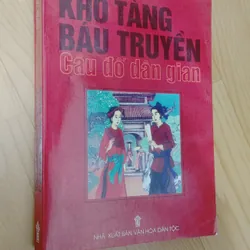 KHO TÀNG
BÁU TRUYỀN
Câu đố dân gian
NHÀ XUẤT BẢN VĂN HÓA DÂN TỘC